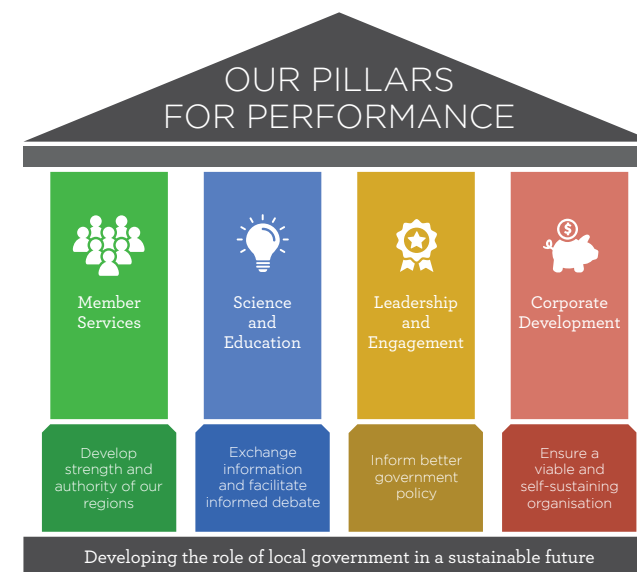 OUR PILLARS
FOR PERFORMANCE
$
Member
Services
Science
and
Education
Leadership
and
Engagement
Corporate
Development
Develop
strength and
authority of our
regions
Exchange
information
and facilitate
informed debate
Inform better
government
policy
Ensure a
viable and
self-sustaining
organisation
Developing the role of local government in a sustainable future